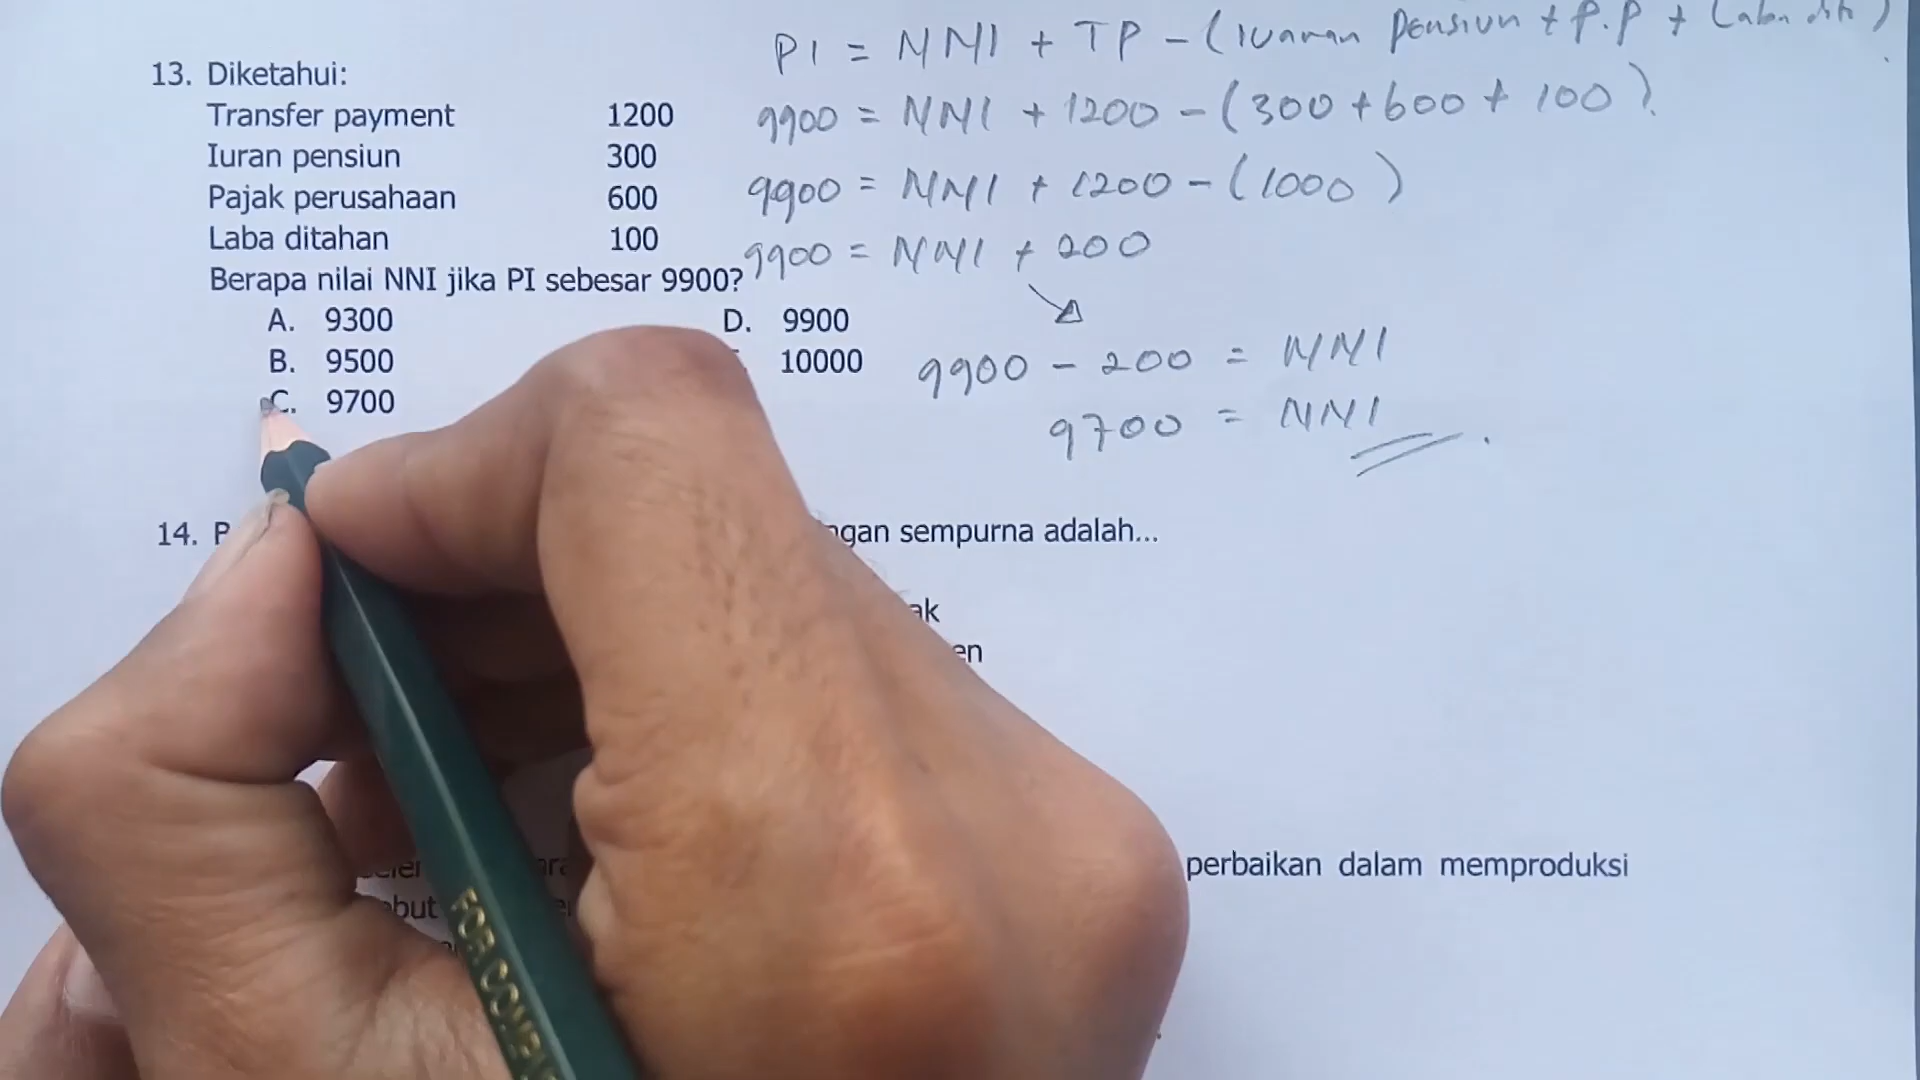 PI = NNI + TP - (Iuran Pensiun + P.P + Laba dit)
13. Diketahui:
Transfer payment 1200
9900 = NNI + 1200 - (300 + 600 + 100)
Iuran pensiun 300
Pajak perusahaan 600
9900 = NNI + 1200 - (1000)
Laba ditahan 100
9900 = NNI + 200
Berapa nilai NNI jika PI sebesar 9900?
A. 9300 D. 9900
B. 9500 10000
9900 - 200 = NNI
C. 9700
9700 = NNI
14. sempurna adalah...
perbaikan dalam memproduksi
FOR COMP